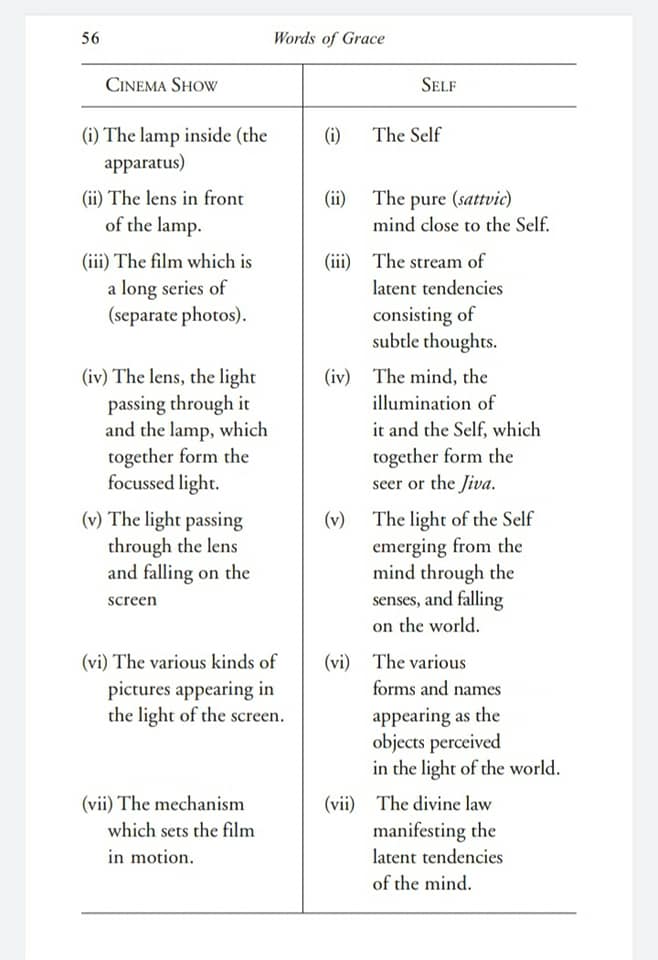 56 Words of Grace
CINEMA SHOW SELF
(i) The lamp inside (the
apparatus)
(i) The Self
(ii) The lens in front
of the lamp.
(ii) The pure (sattvic)
mind close to the Self.
(iii) The film which is
a long series of
(separate photos).
(iii) The stream of
latent tendencies
consisting of
subtle thoughts.
(iv) The lens, the light
passing through it
and the lamp, which
together form the
focussed light.
(iv) The mind, the
illumination of
it and the Self, which
together form the
seer or the Jiva.
(v) The light passing
through the lens
and falling on the
screen
(v) The light of the Self
emerging from the
mind through the
senses, and falling
on the world.
(vi) The various kinds of
pictures appearing in
the light of the screen.
(vi) The various
forms and names
appearing as the
objects perceived
in the light of the world.
(vii) The mechanism
which sets the film
in motion.
(vii) The divine law
manifesting the
latent tendencies
of the mind.